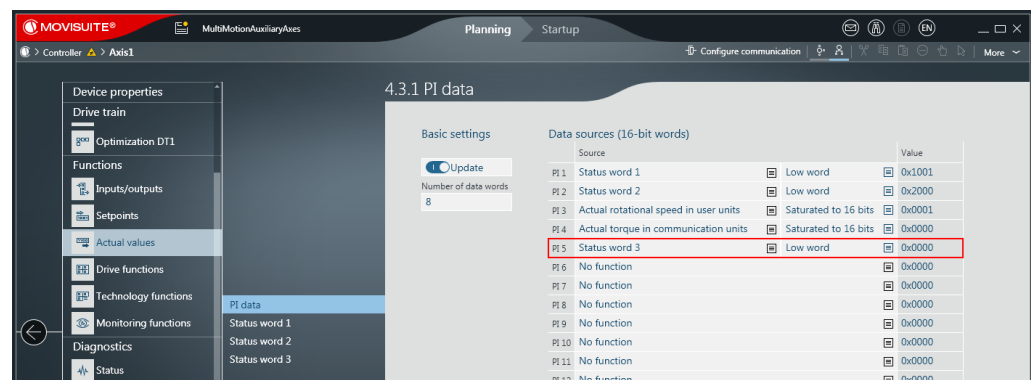 MOVISUITE® MultiMotionAuxiliaryAxes Planning Startup EN
> Controller > Axis1 Configure communication More
Device properties
Drive train
Optimization DT1
Functions
Inputs/outputs
Setpoints
Actual values
Drive functions
Technology functions
Monitoring functions
Diagnostics
Status
PI data
Status word 1
Status word 2
Status word 3
4.3.1 PI data
Basic settings
Update
Number of data words
8
Data sources (16-bit words)
Source Value
PI 1 Status word 1 Low word 0x1001
PI 2 Status word 2 Low word 0x2000
PI 3 Actual rotational speed in user units Saturated to 16 bits 0x0001
PI 4 Actual torque in communication units Saturated to 16 bits 0x0000
PI 5 Status word 3 Low word 0x0000
PI 6 No function 0x0000
PI 7 No function 0x0000
PI 8 No function 0x0000
PI 9 No function 0x0000
PI 10 No function 0x0000
PI 11 No function 0x0000
PI 12 No function 0x0000